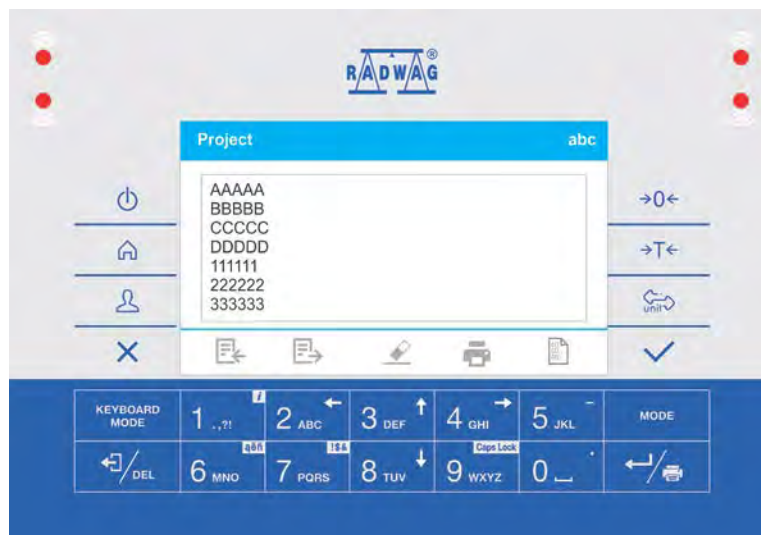 RADWAG®
Project abc
AAAAA
BBBBB
CCCCC
DDDDD
111111
222222
333333
→0←
→T←
unit
KEYBOARD MODE
1 .,?! i
2 ABC
3 DEF
4 GHI
5 JKL –
MODE
DEL
6 MNO ąëñ
7 PQRS !$&
8 TUV
9 WXYZ Caps Lock
0 .